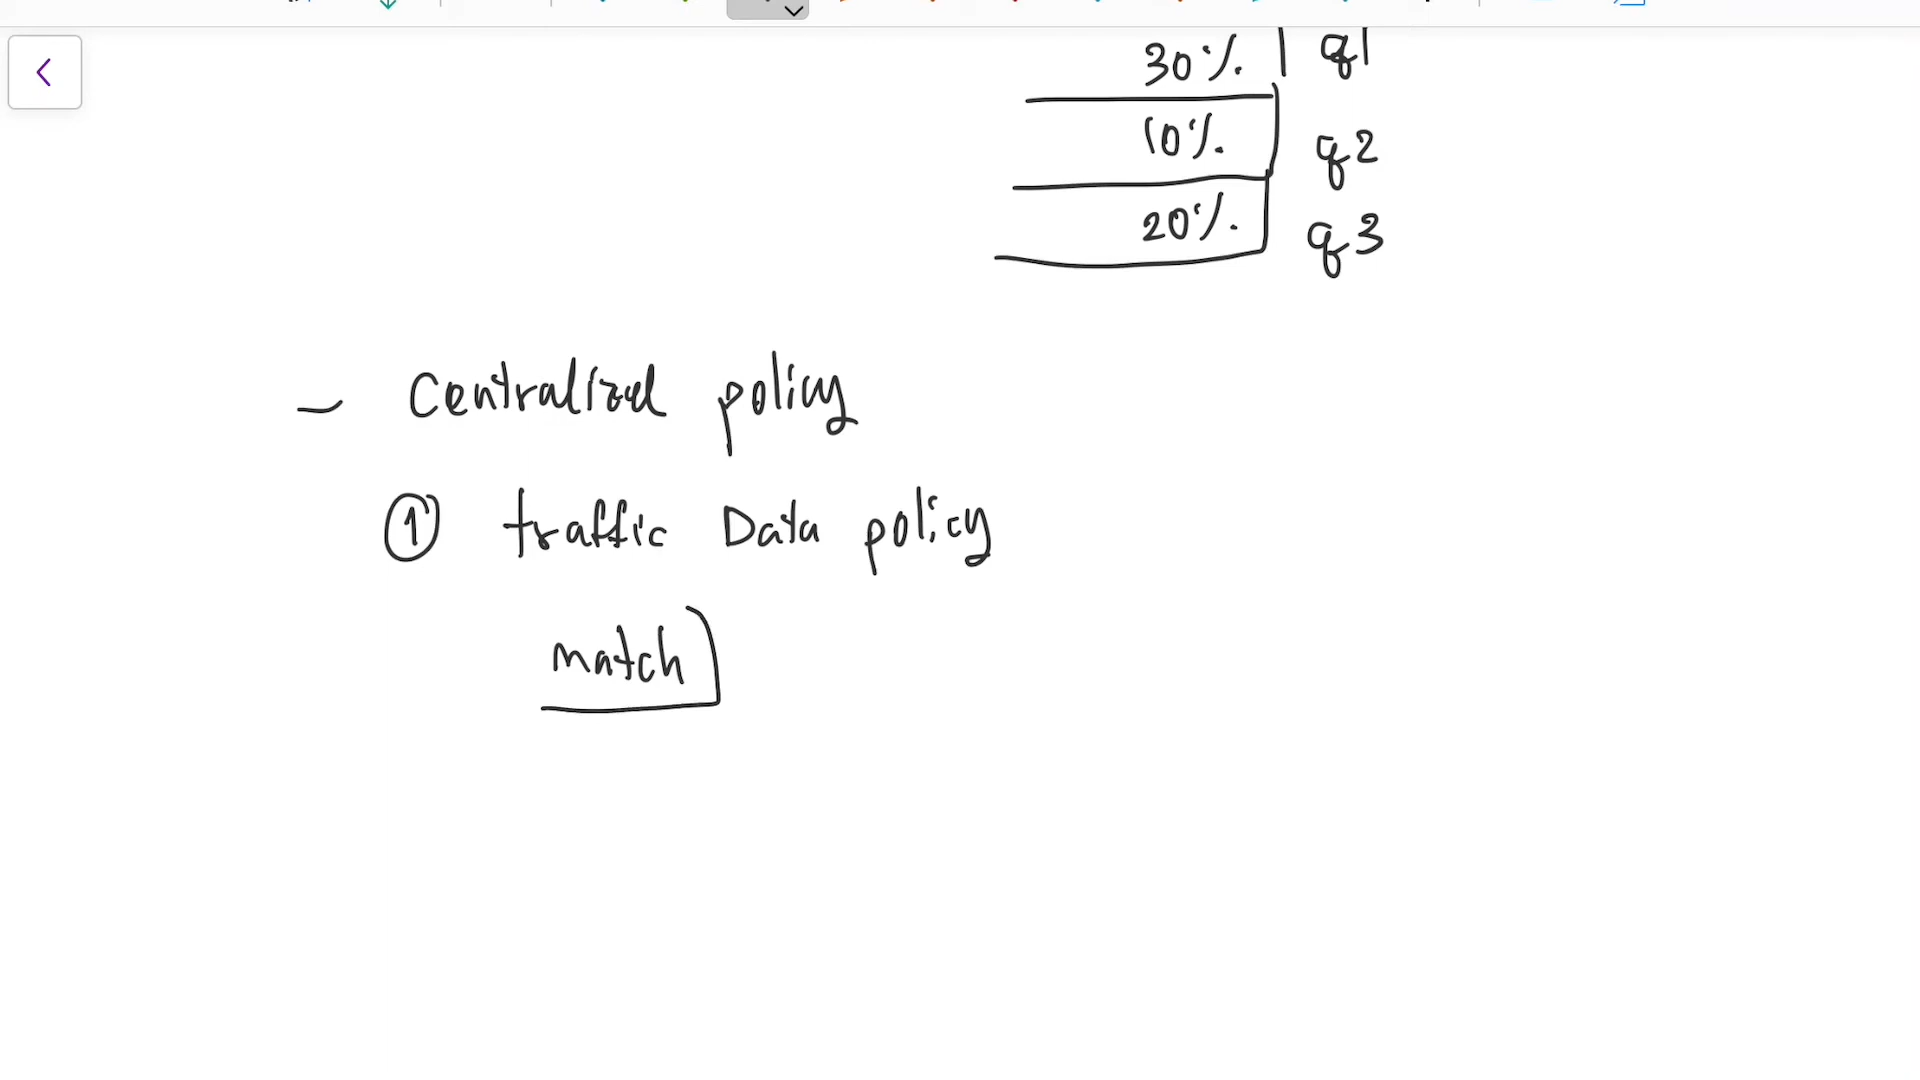 30% q1
10% q2
20% q3
- Centralized policy
① traffic Data policy
match